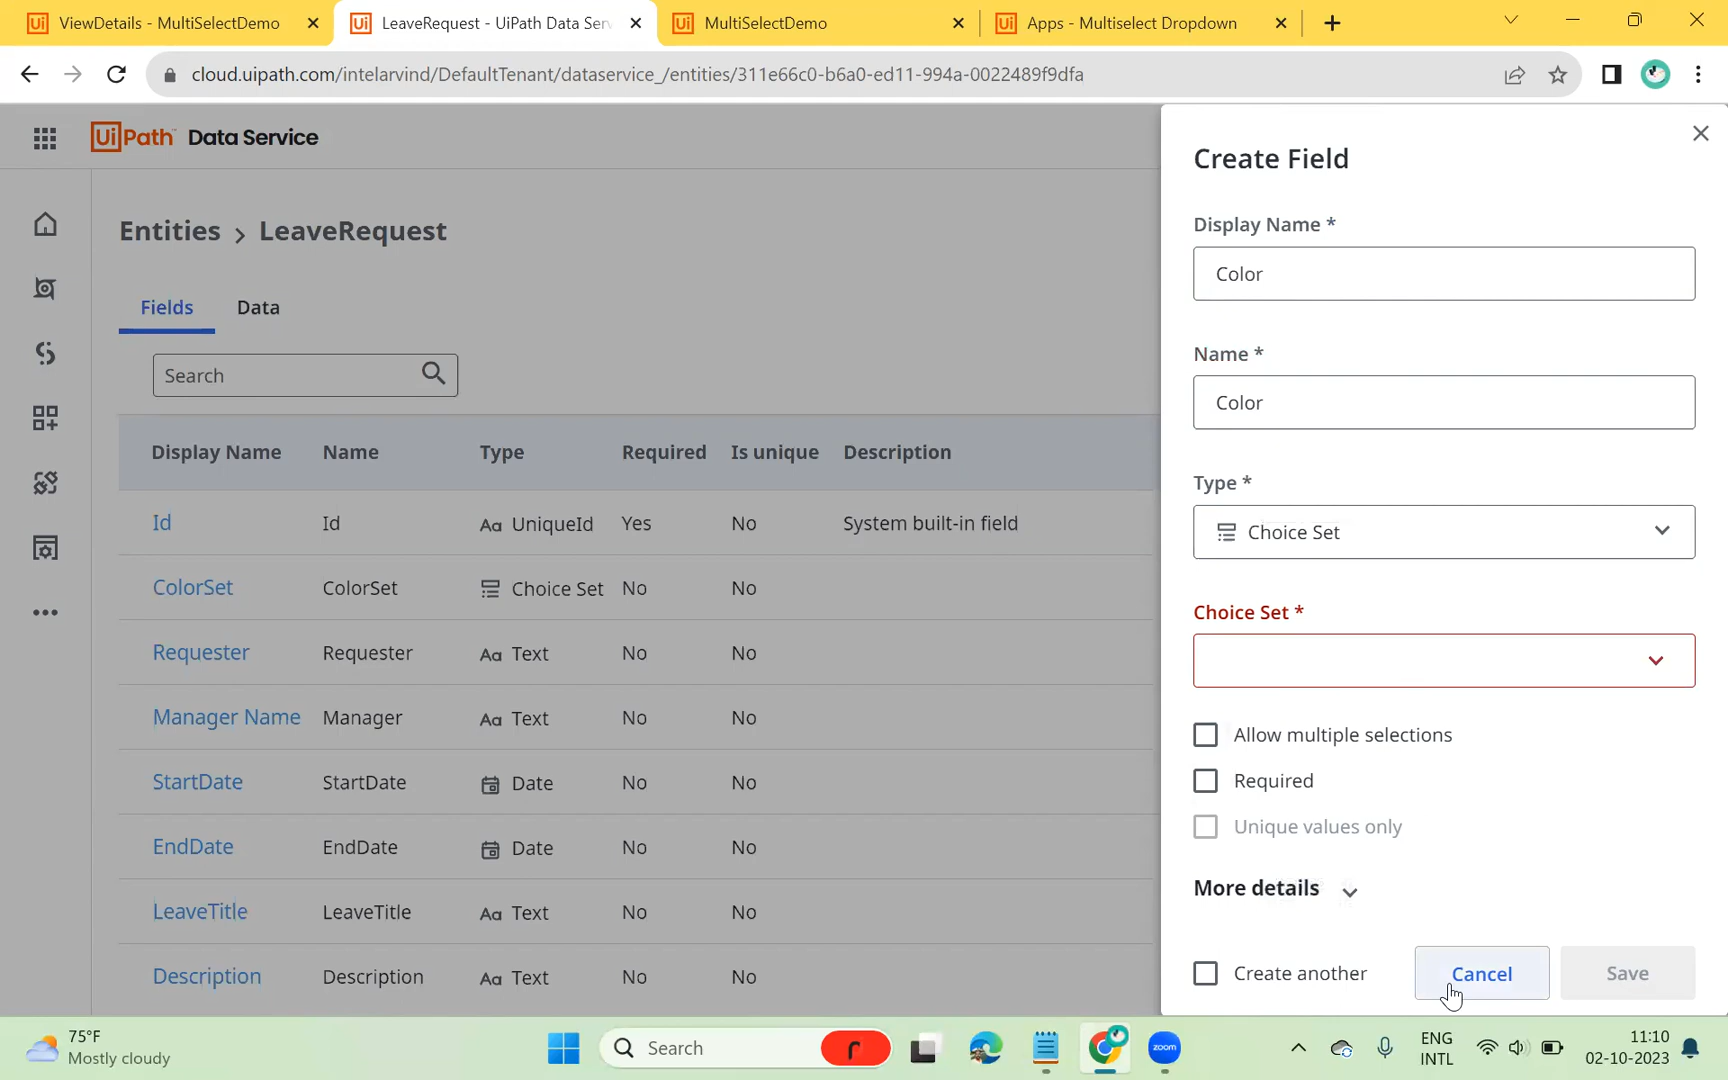 ViewDetails - MultiSelectDemo
LeaveRequest - UiPath Data Serv
MultiSelectDemo
Apps - Multiselect Dropdown
cloud.uipath.com/intelarvind/DefaultTenant/dataservice_/entities/311e66c0-b6a0-ed11-994a-0022489f9dfa
UiPath Data Service
Entities > LeaveRequest
Fields Data
Search
Display Name Name Type Required Is unique Description
Id Id Aa UniqueId Yes No System built-in field
ColorSet ColorSet Choice Set No No
Requester Requester Aa Text No No
Manager Name Manager Aa Text No No
StartDate StartDate Date No No
EndDate EndDate Date No No
LeaveTitle LeaveTitle Aa Text No No
Description Description Aa Text No No
Create Field
Display Name *
Color
Name *
Color
Type *
Choice Set
Choice Set *
Allow multiple selections
Required
Unique values only
More details
Create another Cancel Save
75°F
Mostly cloudy
Search
zoom
ENG
INTL
11:10
02-10-2023